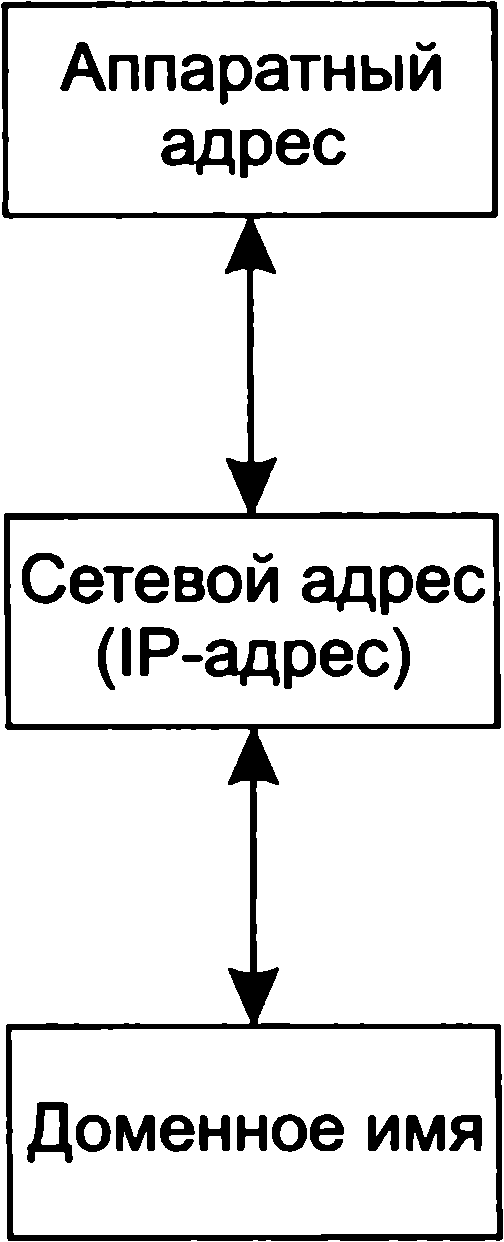 Аппаратный
адрес
Сетевой адрес
(IP-адрес)
Доменное имя